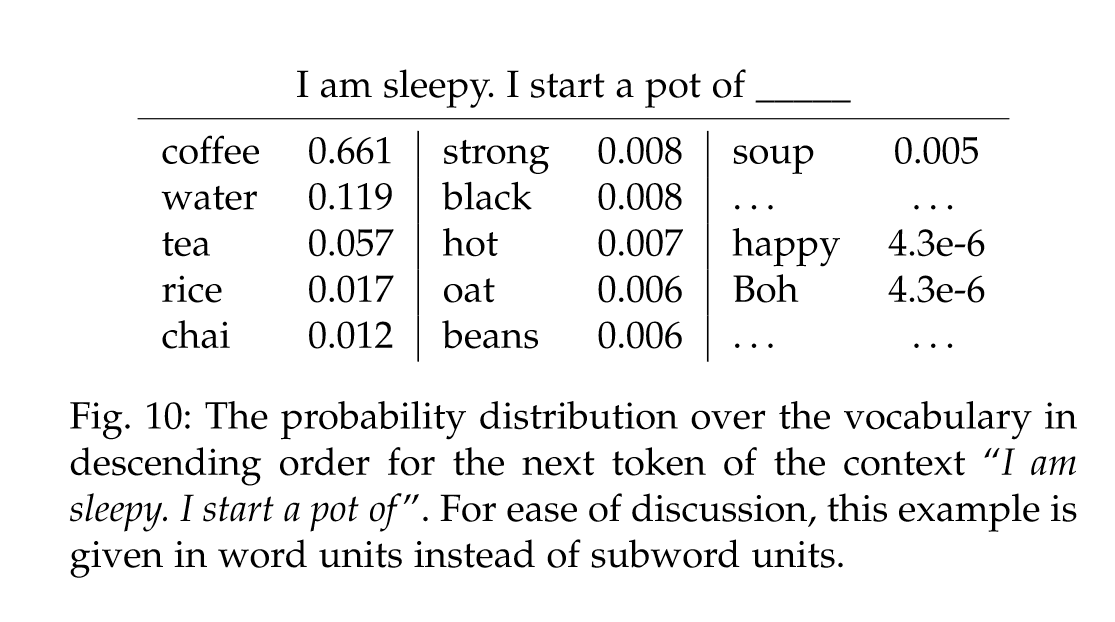 I am sleepy. I start a pot of _____
coffee 0.661 strong 0.008 soup 0.005
water 0.119 black 0.008 ... ...
tea 0.057 hot 0.007 happy 4.3e-6
rice 0.017 oat 0.006 Boh 4.3e-6
chai 0.012 beans 0.006 ... ...
Fig. 10: The probability distribution over the vocabulary in
descending order for the next token of the context “I am
sleepy. I start a pot of”. For ease of discussion, this example is
given in word units instead of subword units.